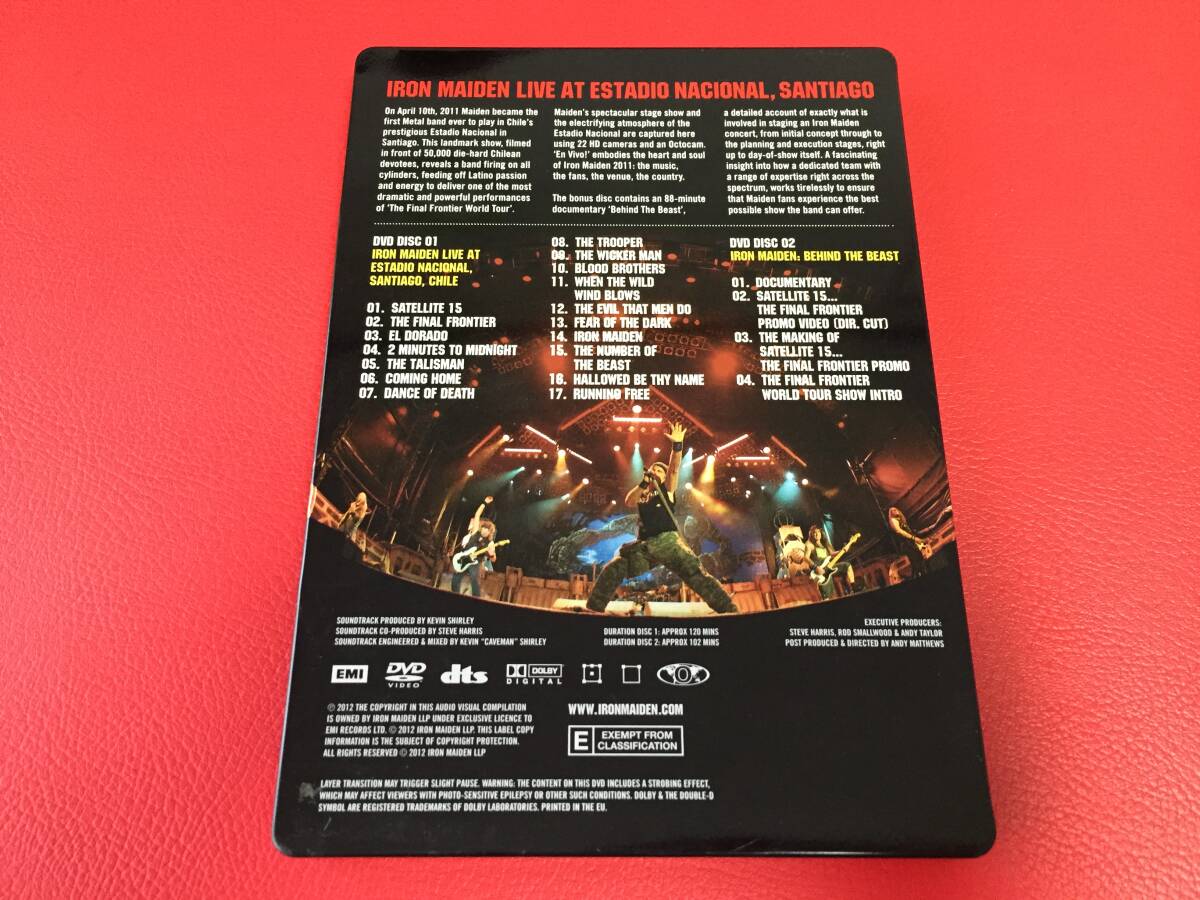 IRON MAIDEN LIVE AT ESTADIO NACIONAL, SANTIAGO
On April 10th, 2011 Maiden became the
first Metal band ever to play in Chile's
prestigious Estadio Nacional in
Santiago. This landmark show, filmed
in front of 50,000 die-hard Chilean
devotees, reveals a band firing on all
cylinders, feeding off Latino passion
and energy to deliver one of the most
dramatic and powerful performances
of 'The Final Frontier World Tour'.
Maiden's spectacular stage show and
the electrifying atmosphere of the
Estadio Nacional are captured here
using 22 HD cameras and an Octocam.
'En Vivo!' embodies the heart and soul
of Iron Maiden 2011: the music,
the fans, the venue, the country.
The bonus disc contains an 88-minute
documentary 'Behind The Beast',
a detailed account of exactly what is
involved in staging an Iron Maiden
concert, from initial concept through to
the planning and execution stages, right
up to day-of-show itself. A fascinating
insight into how a dedicated team with
a range of expertise right across the
spectrum, works tirelessly to ensure
that Maiden fans experience the best
possible show the band can offer.
DVD DISC 01
IRON MAIDEN LIVE AT
ESTADIO NACIONAL,
SANTIAGO, CHILE
01. SATELLITE 15
02. THE FINAL FRONTIER
03. EL DORADO
04. 2 MINUTES TO MIDNIGHT
05. THE TALISMAN
06. COMING HOME
07. DANCE OF DEATH
08. THE TROOPER
09. THE WICKER MAN
10. BLOOD BROTHERS
11. WHEN THE WILD
WIND BLOWS
12. THE EVIL THAT MEN DO
13. FEAR OF THE DARK
14. IRON MAIDEN
15. THE NUMBER OF
THE BEAST
16. HALLOWED BE THY NAME
17. RUNNING FREE
DVD DISC 02
IRON MAIDEN: BEHIND THE BEAST
01. DOCUMENTARY
02. SATELLITE 15...
THE FINAL FRONTIER
PROMO VIDEO (DIR. CUT)
03. THE MAKING OF
SATELLITE 15...
THE FINAL FRONTIER PROMO
04. THE FINAL FRONTIER
WORLD TOUR SHOW INTRO
SOUNDTRACK PRODUCED BY KEVIN SHIRLEY
SOUNDTRACK CO-PRODUCED BY STEVE HARRIS
SOUNDTRACK ENGINEERED & MIXED BY KEVIN "CAVEMAN" SHIRLEY
DURATION DISC 1: APPROX 120 MINS
DURATION DISC 2: APPROX 102 MINS
EXECUTIVE PRODUCERS:
STEVE HARRIS, ROD SMALLWOOD & ANDY TAYLOR
POST PRODUCED & DIRECTED BY ANDY MATTHEWS
EMI
DVD
VIDEO
dts
DOLBY
DIGITAL
0
℗ 2012 THE COPYRIGHT IN THIS AUDIO VISUAL COMPILATION
IS OWNED BY IRON MAIDEN LLP UNDER EXCLUSIVE LICENCE TO
EMI RECORDS LTD. © 2012 IRON MAIDEN LLP. THIS LABEL COPY
INFORMATION IS THE SUBJECT OF COPYRIGHT PROTECTION.
ALL RIGHTS RESERVED © 2012 IRON MAIDEN LLP
WWW.IRONMAIDEN.COM
E
EXEMPT FROM
CLASSIFICATION
LAYER TRANSITION MAY TRIGGER SLIGHT PAUSE. WARNING: THE CONTENT ON THIS DVD INCLUDES A STROBING EFFECT,
WHICH MAY AFFECT VIEWERS WITH PHOTO-SENSITIVE EPILEPSY OR OTHER SUCH CONDITIONS. DOLBY & THE DOUBLE-D
SYMBOL ARE REGISTERED TRADEMARKS OF DOLBY LABORATORIES. PRINTED IN THE EU.